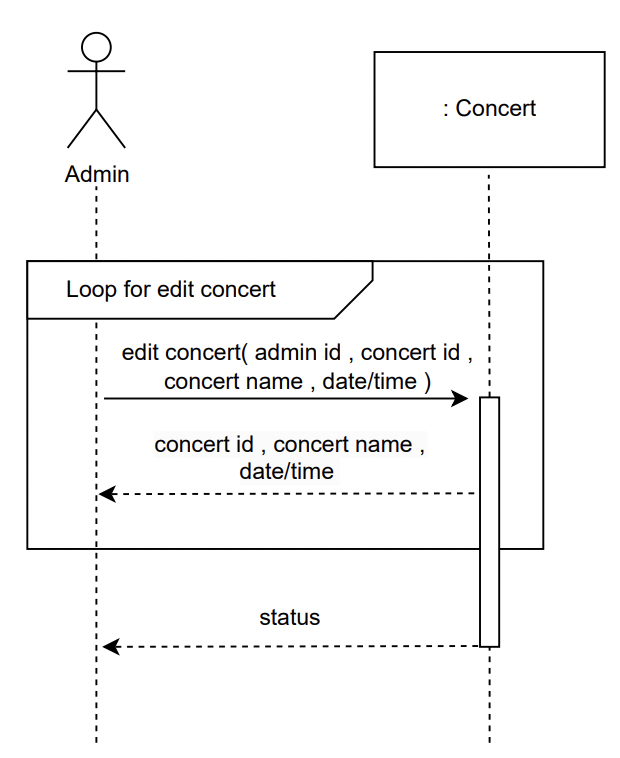 : Concert
Admin
Loop for edit concert
edit concert( admin id , concert id ,
concert name , date/time )
concert id , concert name ,
date/time
status